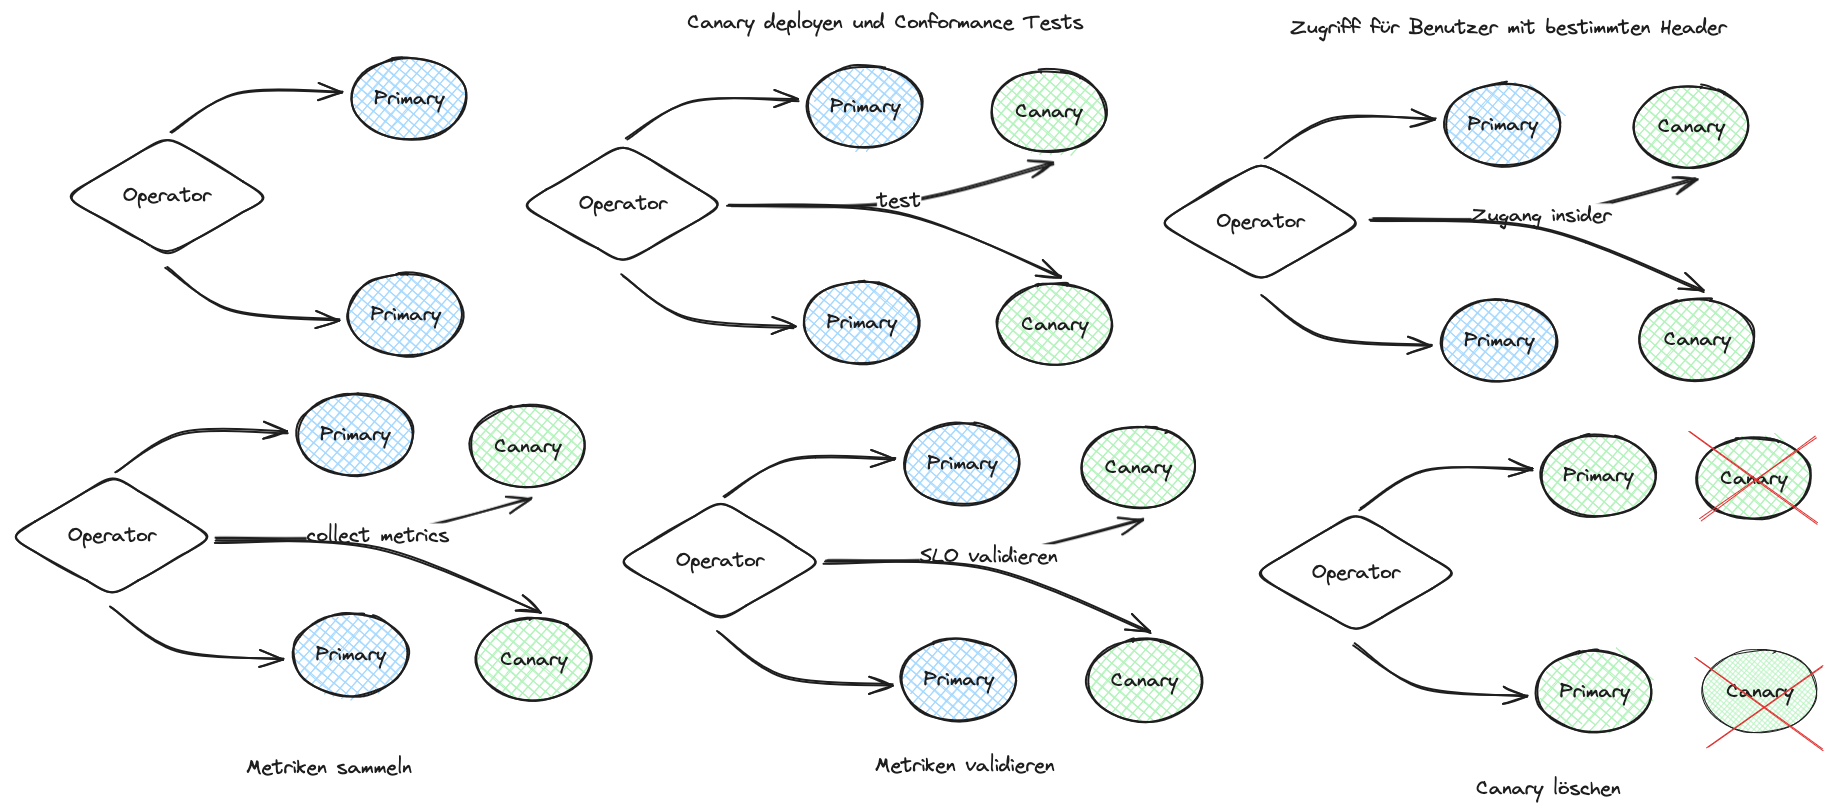 Primary
Operator
Primary
Canary deployen und Conformance Tests
Primary
Canary
Operator
test
Primary
Canary
Zugriff für Benutzer mit bestimmten Header
Primary
Canary
Operator
Zugang insider
Primary
Canary
Primary
Canary
Operator
collect metrics
Primary
Canary
Metriken sammeln
Primary
Canary
Operator
SLO validieren
Primary
Canary
Metriken validieren
Primary
Canary
Operator
Primary
Canary
Canary löschen